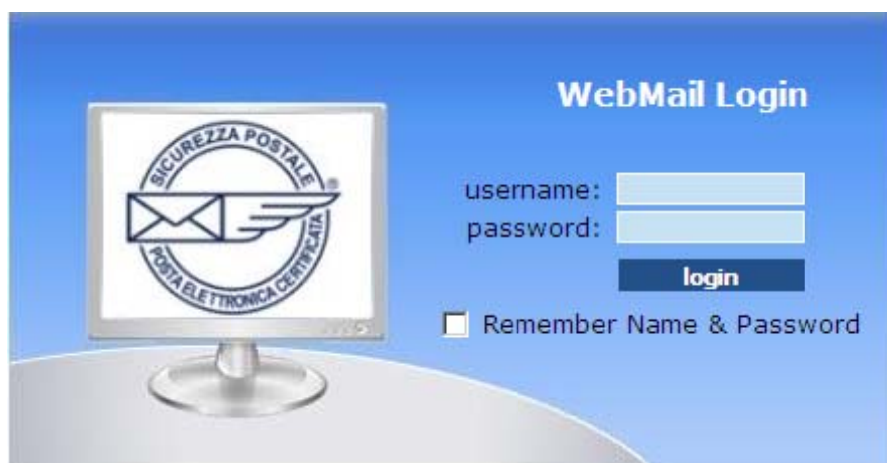 WebMail Login
SICUREZZA POSTALE
®
POSTA ELETTRONICA CERTIFICATA
username:
password:
login
Remember Name & Password